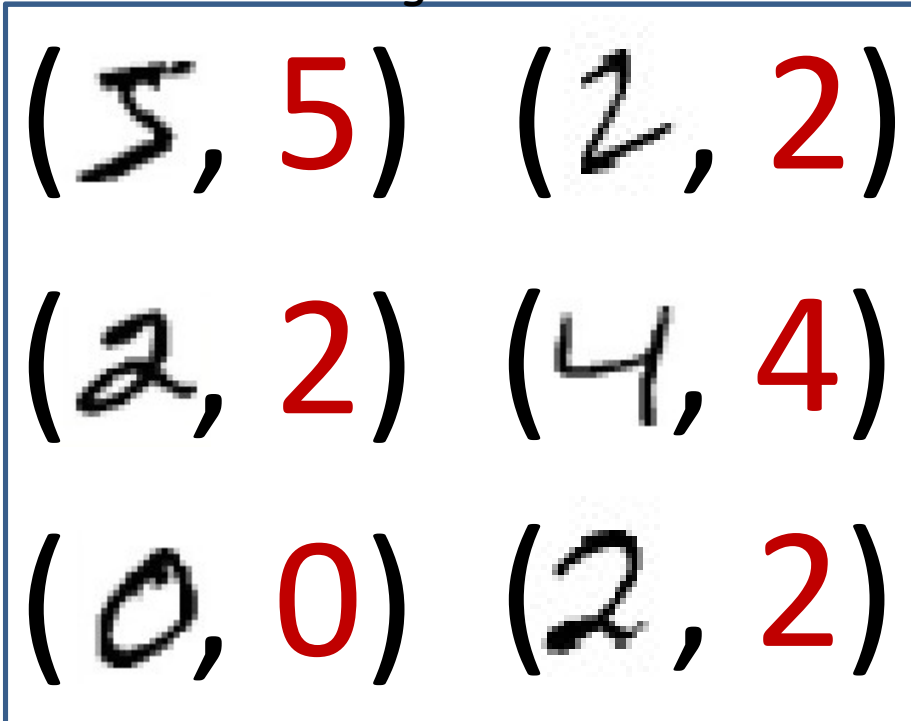 (5, 5) (2, 2)
(2, 2) (4, 4)
(0, 0) (2, 2)